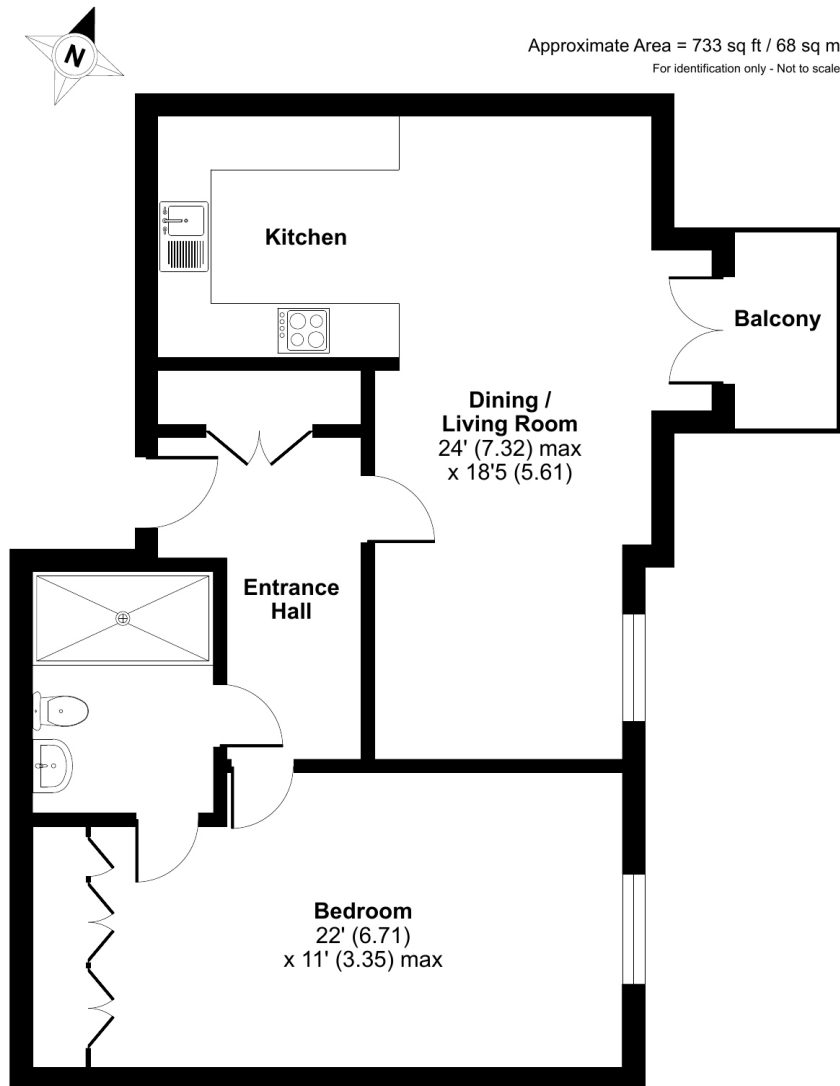 N
Approximate Area = 733 sq ft / 68 sq m
For identification only - Not to scale
Kitchen
Balcony
Dining /
Living Room
24' (7.32) max
x 18'5 (5.61)
Entrance
Hall
Bedroom
22' (6.71)
x 11' (3.35) max